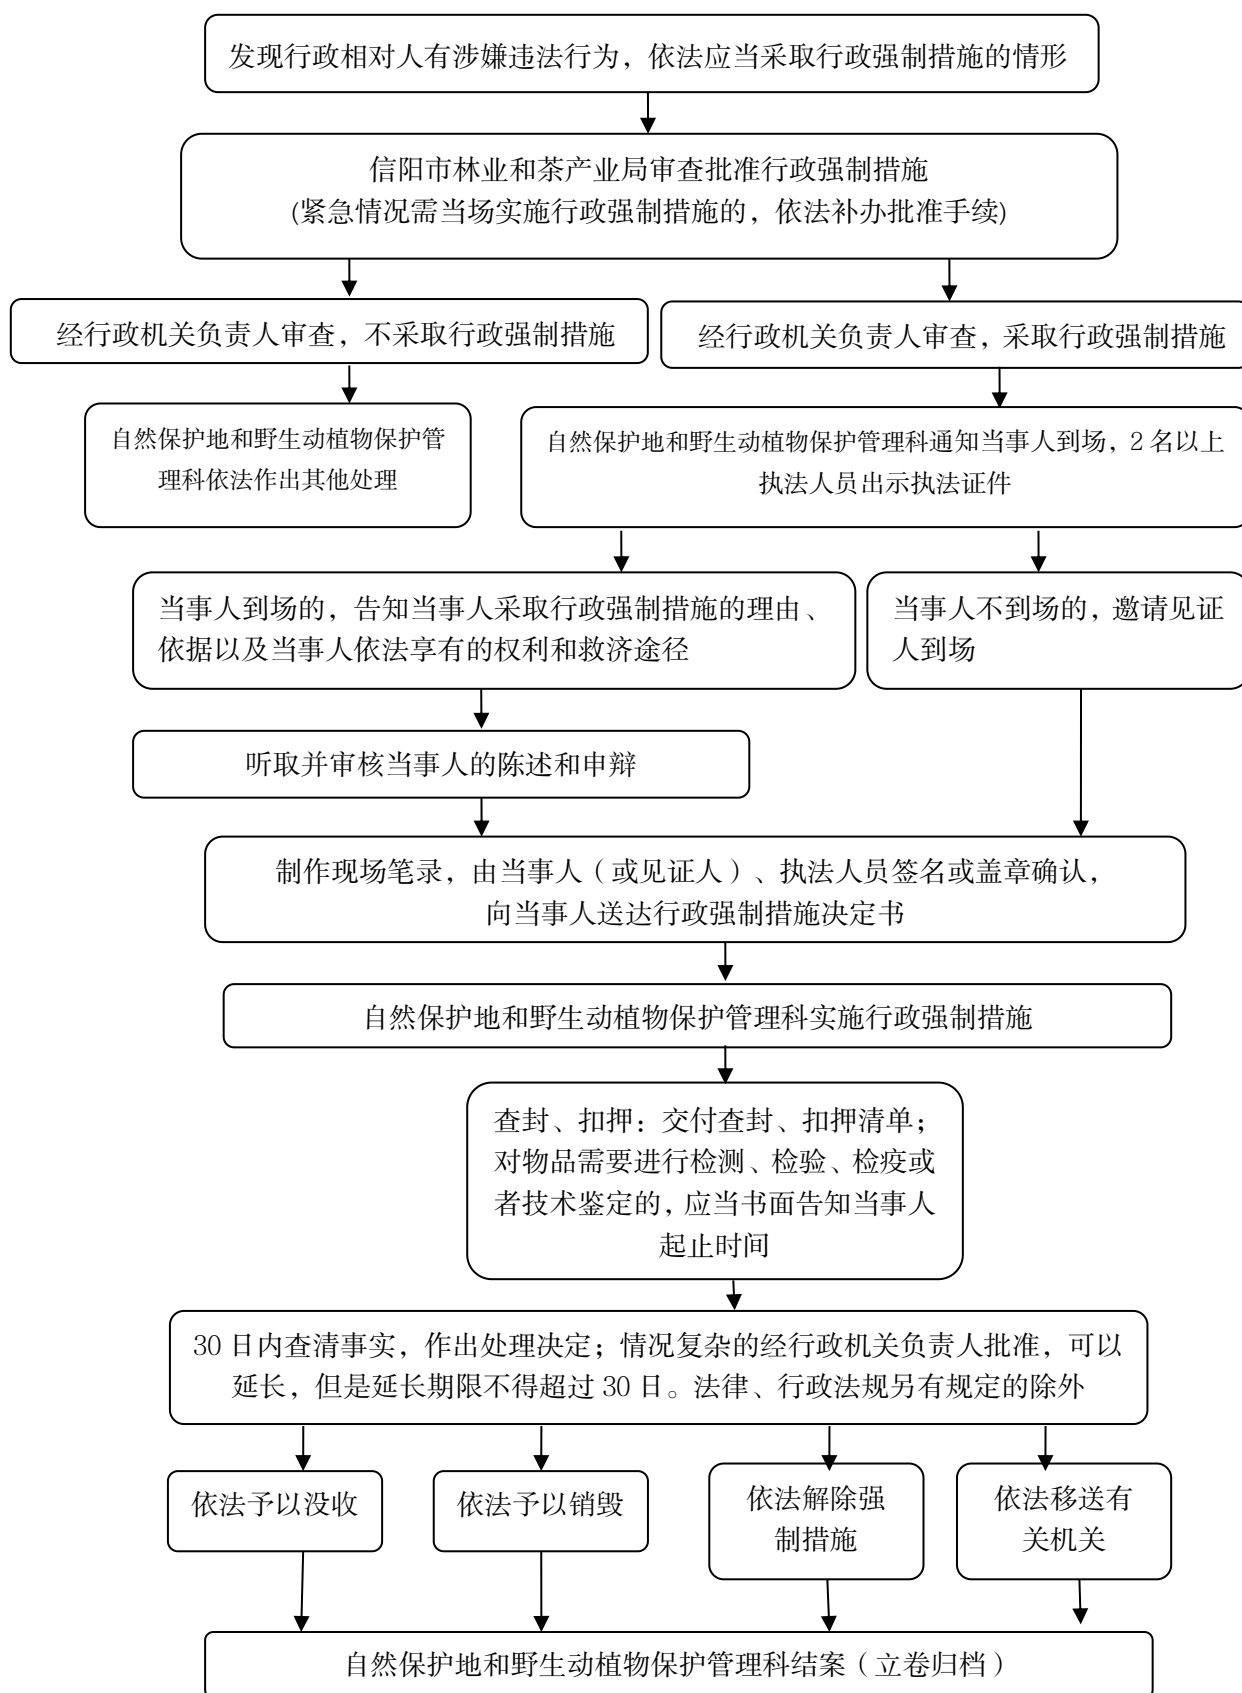 发现行政相对人有涉嫌违法行为，依法应当采取行政强制措施的情形
信阳市林业和茶产业局审查批准行政强制措施
(紧急情况需当场实施行政强制措施的，依法补办批准手续)
经行政机关负责人审查，不采取行政强制措施
经行政机关负责人审查，采取行政强制措施
自然保护地和野生动植物保护管
理科依法作出其他处理
自然保护地和野生动植物保护管理科通知当事人到场，2 名以上
执法人员出示执法证件
当事人到场的，告知当事人采取行政强制措施的理由、
依据以及当事人依法享有的权利和救济途径
当事人不到场的，邀请见证
人到场
听取并审核当事人的陈述和申辩
制作现场笔录，由当事人（或见证人）、执法人员签名或盖章确认，
向当事人送达行政强制措施决定书
自然保护地和野生动植物保护管理科实施行政强制措施
查封、扣押：交付查封、扣押清单；
对物品需要进行检测、检验、检疫或
者技术鉴定的，应当书面告知当事人
起止时间
30 日内查清事实，作出处理决定；情况复杂的经行政机关负责人批准，可以
延长，但是延长期限不得超过 30 日。法律、行政法规另有规定的除外
依法予以没收
依法予以销毁
依法解除强
制措施
依法移送有
关机关
自然保护地和野生动植物保护管理科结案（立卷归档）